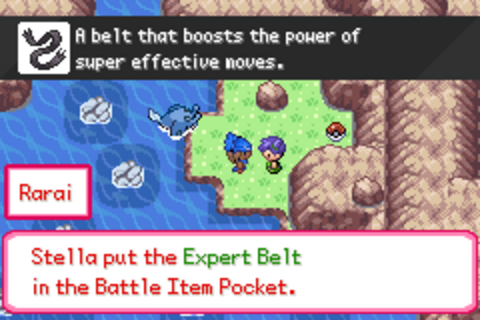 A belt that boosts the power of
super effective moves.
Rarai
Stella put the Expert Belt
in the Battle Item Pocket.